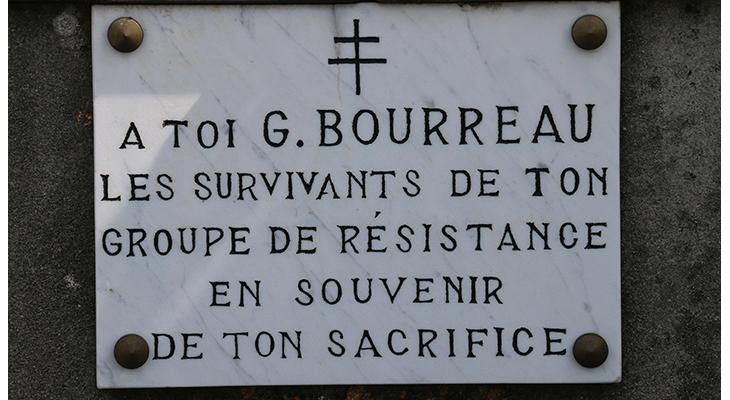 A TOI G. BOURREAU
LES SURVIVANTS DE TON
GROUPE DE RÉSISTANCE
EN SOUVENIR
DE TON SACRIFICE